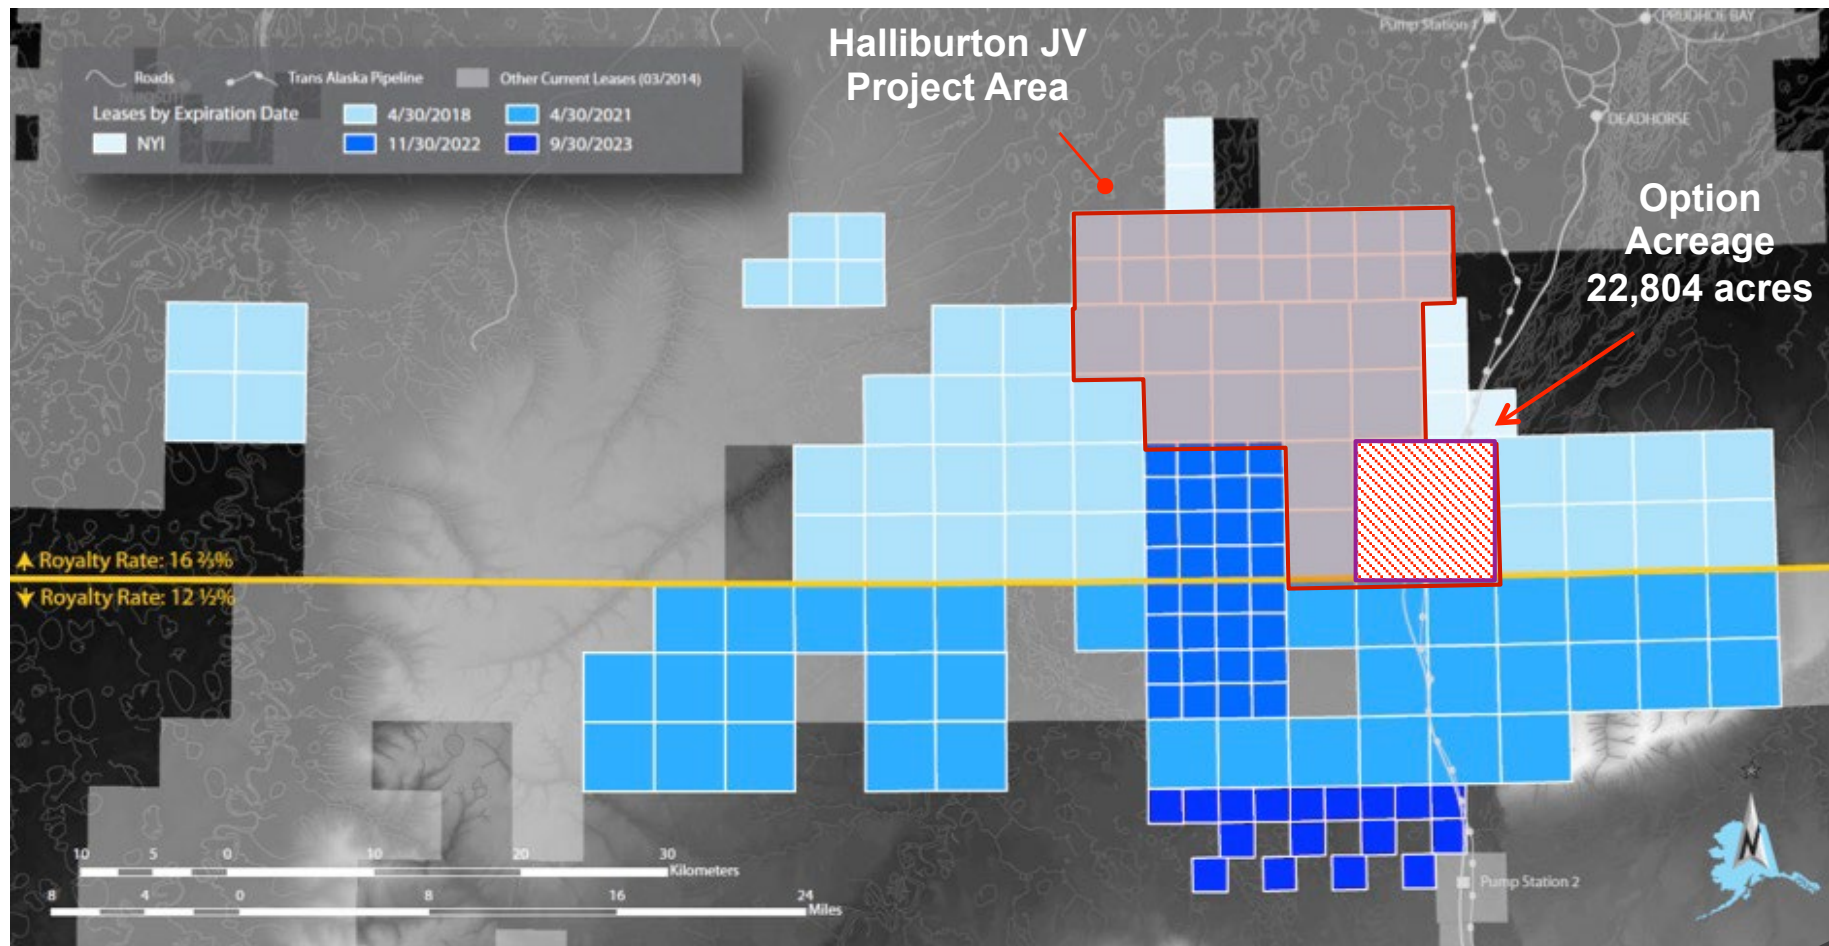 Halliburton JV
Project Area
Pump Station 1
PRUDHOE BAY
DEADHORSE
Roads
Trans Alaska Pipeline
Other Current Leases (03/2014)
Leases by Expiration Date
4/30/2018
4/30/2021
NYI
11/30/2022
9/30/2023
Option
Acreage
22,804 acres
Royalty Rate: 16 ⅔%
Royalty Rate: 12 ½%
10 5 0 10 20 30
Kilometers
8 4 0 8 16 24
Miles
Pump Station 2
N